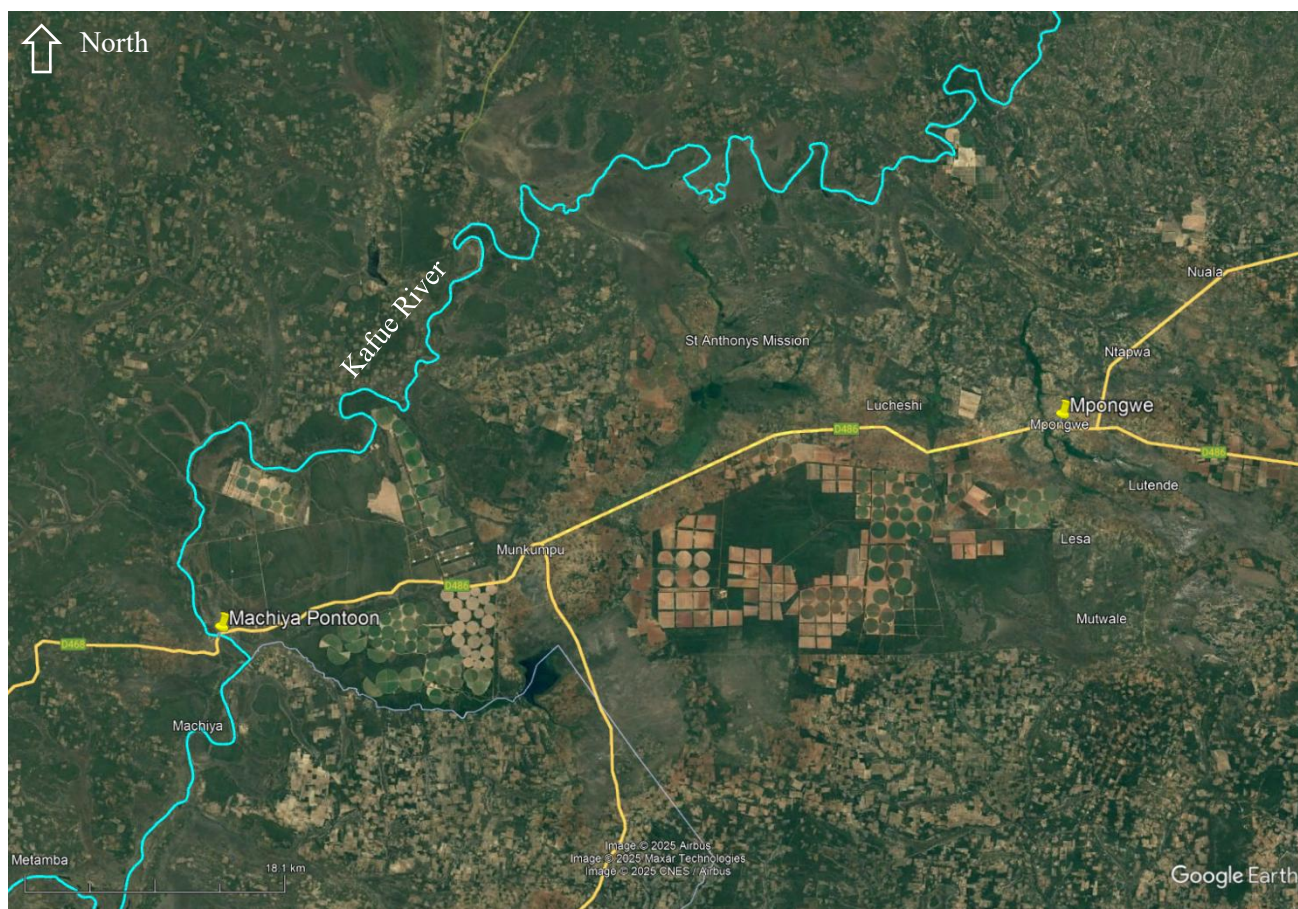 North
Kafue River
Nuala
St Anthonys Mission
Ntapwa
Lucheshi
Mpongwe
Mpongwe
D486
D486
Lutende
Lesa
Munkumpu
D486
Machiya Pontoon
Mutwale
D468
Machiya
Metamba
18.1 km
Image © 2025 Airbus
Image © 2025 Maxar Technologies
Image © 2025 CNES / Airbus
Google Earth